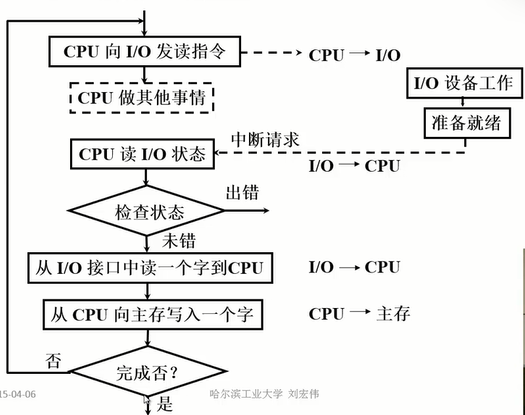 CPU 向 I/O 发读指令
CPU → I/O
I/O 设备工作
CPU 做其他事情
准备就绪
中断请求
CPU 读 I/O 状态
I/O → CPU
出错
检查状态
未错
从 I/O 接口中读一个字到CPU
I/O → CPU
从 CPU 向主存写入一个字
CPU → 主存
否
完成否？
15-04-06
哈尔滨工业大学 刘宏伟
是